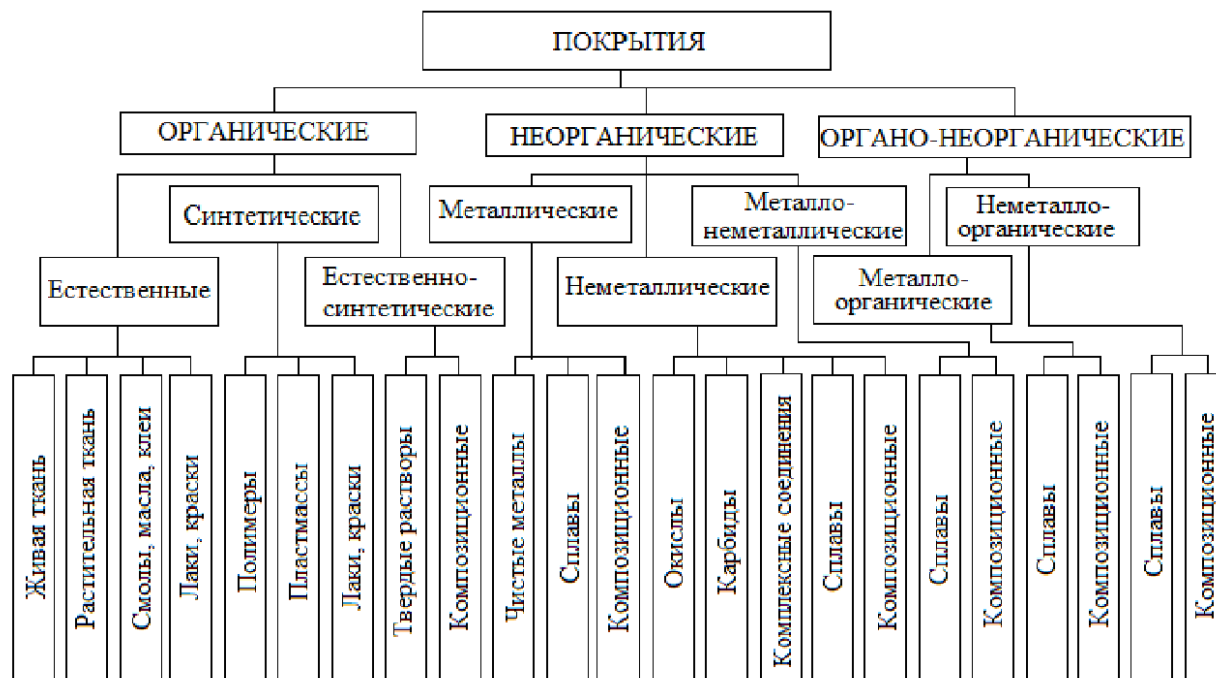 ПОКРЫТИЯ
ОРГАНИЧЕСКИЕ
НЕОРГАНИЧЕСКИЕ
ОРГАНО-НЕОРГАНИЧЕСКИЕ
Синтетические
Металлические
Металло-
неметаллические
Неметалло-
органические
Естественные
Естественно-
синтетические
Неметаллические
Металло-
органические
Живая ткань
Растительная ткань
Смолы, масла, клеи
Лаки, краски
Полимеры
Пластмассы
Лаки, краски
Твердые растворы
Композиционные
Чистые металлы
Сплавы
Композиционные
Окислы
Карбиды
Комплексные соединения
Сплавы
Композиционные
Сплавы
Композиционные
Сплавы
Композиционные
Сплавы
Композиционные